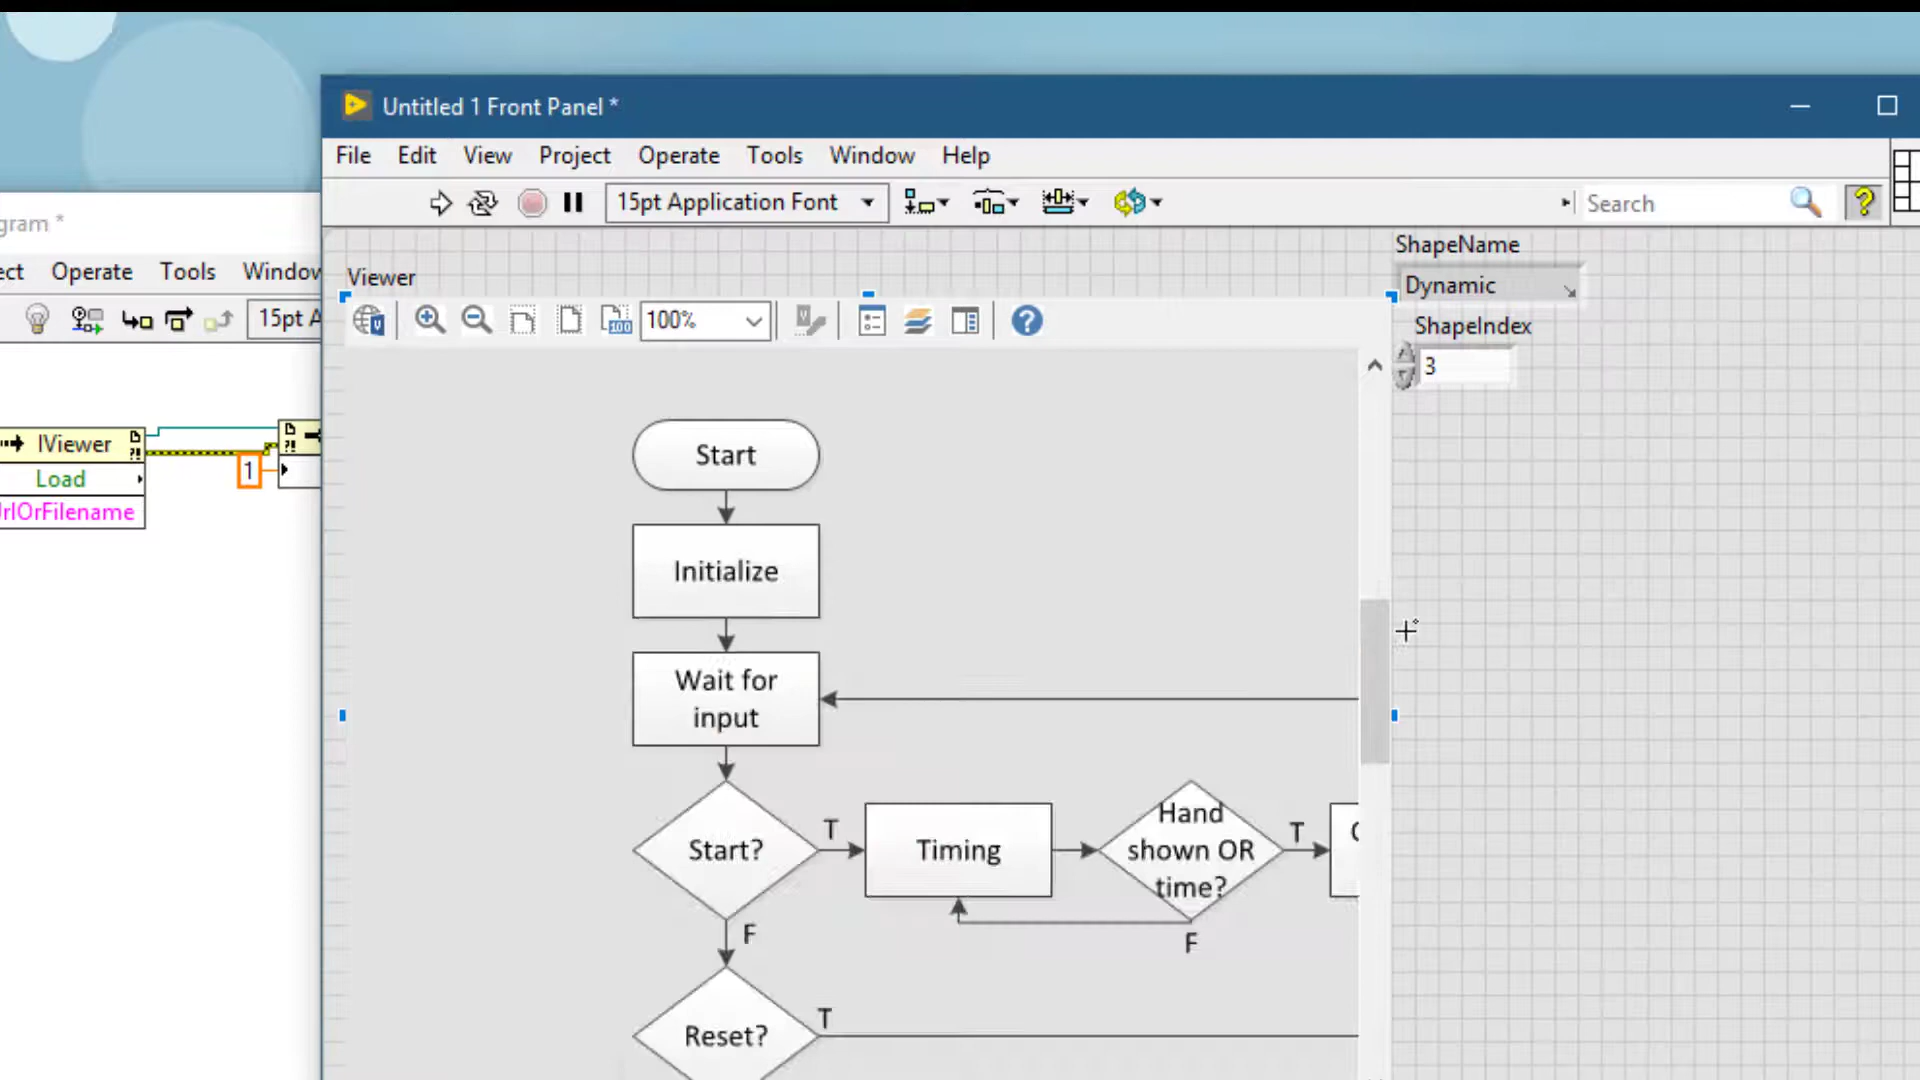 Untitled 1 Front Panel *
File Edit View Project Operate Tools Window Help
15pt Application Font
Search
gram *
ect Operate Tools Window
15pt A
Viewer
100%
ShapeName
Dynamic
ShapeIndex
3
IViewer
Load
UrlOrFilename
1
Start
Initialize
Wait for
input
Start?
T
Timing
Hand
shown OR
time?
T
F
F
Reset?
T